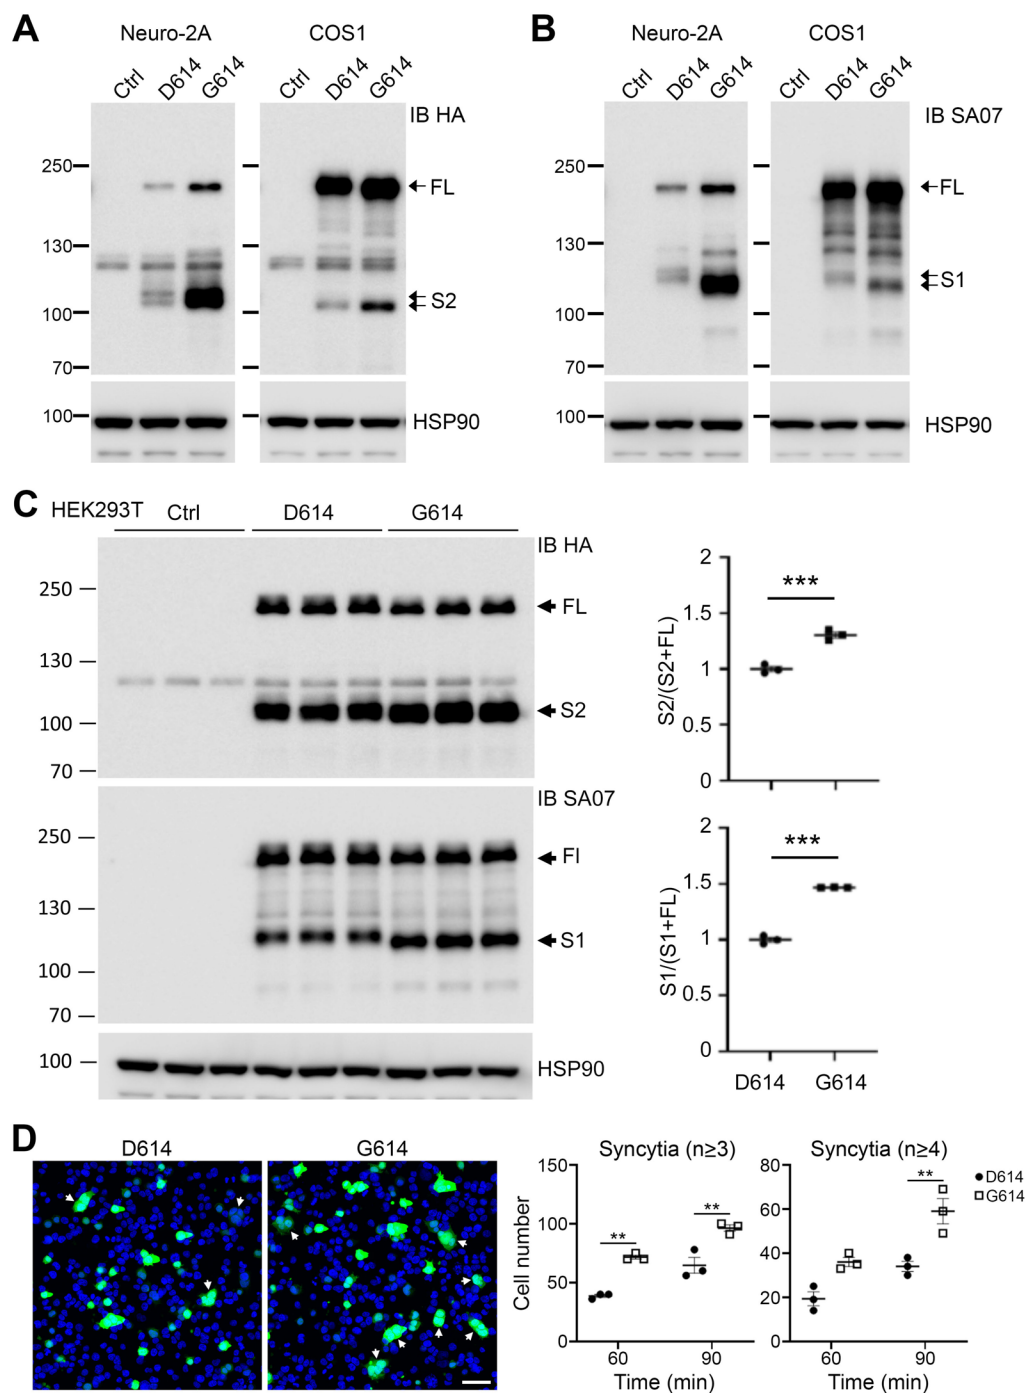 A
Neuro-2A COS1
Ctrl D614 G614 Ctrl D614 G614
IB HA
250
FL
130
S2
100
70
100
HSP90
B
Neuro-2A COS1
Ctrl D614 G614 Ctrl D614 G614
IB SA07
250
FL
130
S1
100
70
100
HSP90
C
HEK293T Ctrl D614 G614
IB HA
250
FL
130
S2
100
70
IB SA07
250
Fl
130
S1
100
70
100
HSP90
S2/(S2+FL)
2
1.5
1
0.5
0
***
S1/(S1+FL)
2
1.5
1
0.5
0
***
D614 G614
D
D614 G614
Syncytia (n≥3)
Cell number
150
100
50
0
** **
60 90
Time (min)
Syncytia (n≥4)
80
60
40
20
0
**
60 90
Time (min)
D614
G614